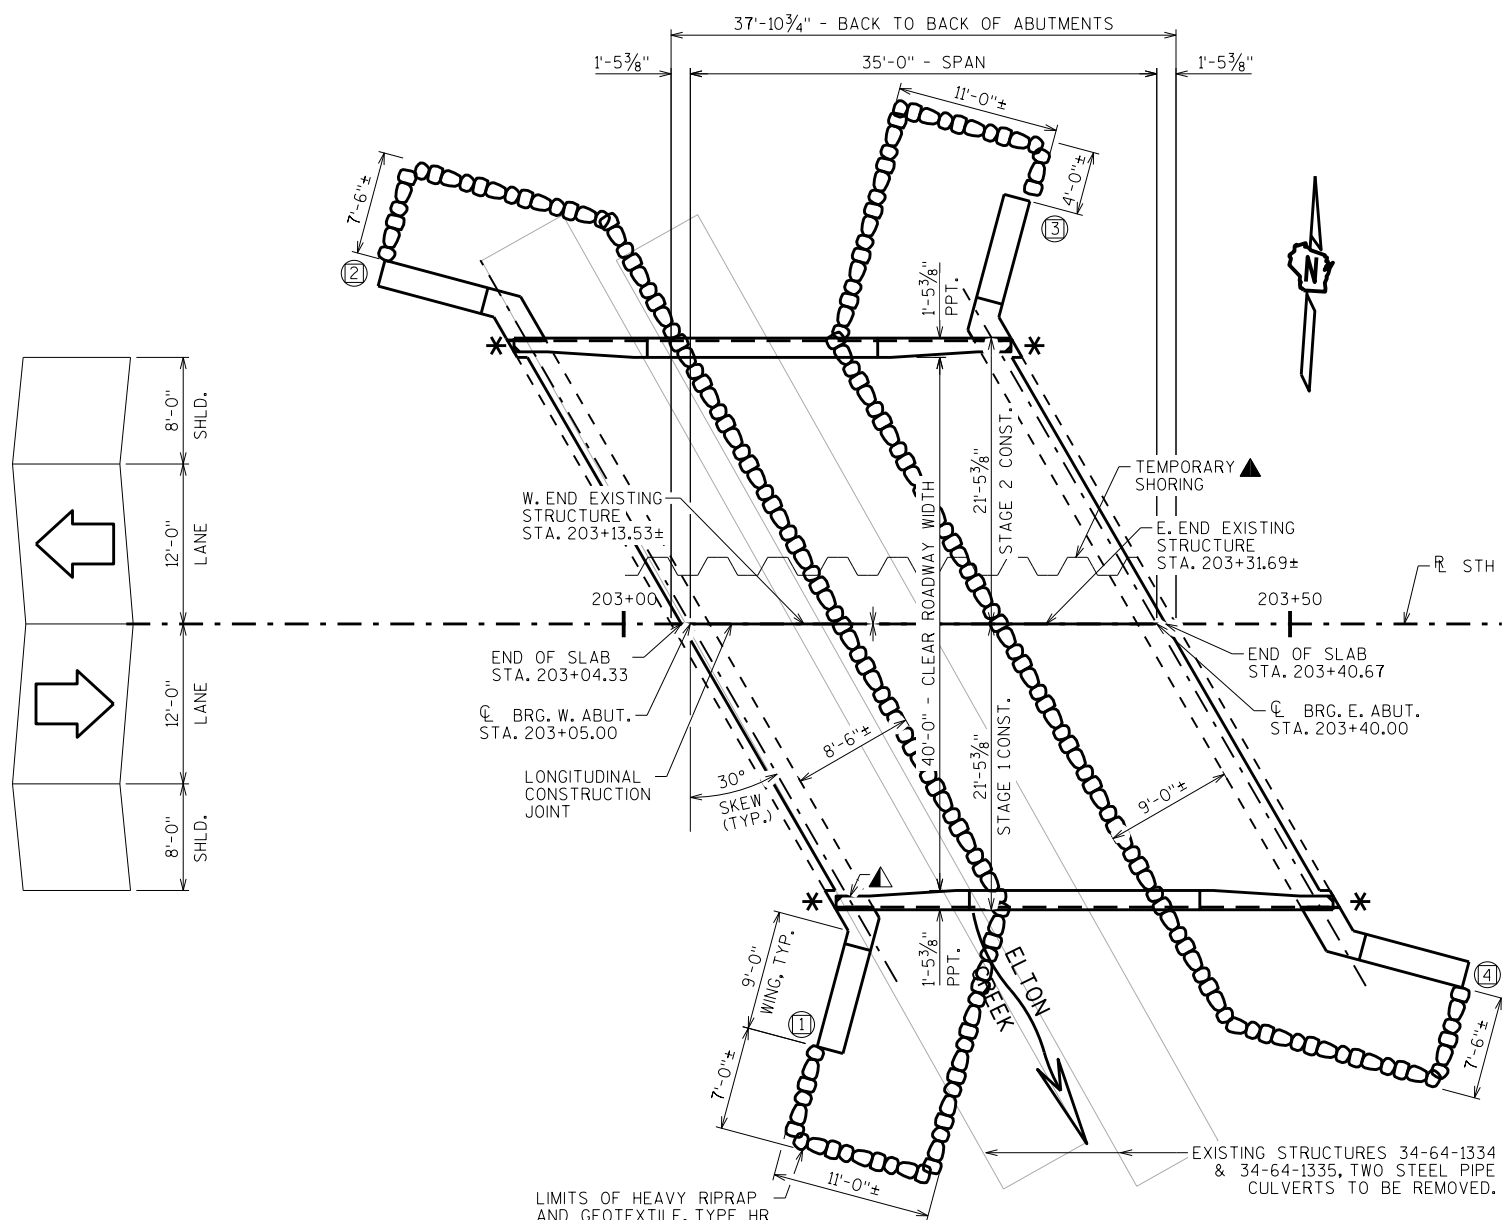 37'-10¾" - BACK TO BACK OF ABUTMENTS
1'-5⅜"
35'-0" - SPAN
1'-5⅜"
11'-0"±
7'-6"±
4'-0"±
3
2
N
1'-5⅜"
PPT.
*
*
8'-0"
SHLD.
12'-0"
LANE
12'-0"
LANE
8'-0"
SHLD.
W. END EXISTING
STRUCTURE
STA. 203+13.53±
40'-0" - CLEAR ROADWAY WIDTH
21'-5⅜"
STAGE 2 CONST.
TEMPORARY
SHORING
E. END EXISTING
STRUCTURE
STA. 203+31.69±
203+00
203+50
℞ STH
END OF SLAB
STA. 203+04.33
END OF SLAB
STA. 203+40.67
℄ BRG. W. ABUT.
STA. 203+05.00
℄ BRG. E. ABUT.
STA. 203+40.00
LONGITUDINAL
CONSTRUCTION
JOINT
30°
SKEW
(TYP.)
8'-6"±
21'-5⅜"
STAGE 1 CONST.
9'-0"±
*
*
9'-0"
WING, TYP.
1'-5⅜"
PPT.
ELTON
CREEK
1
4
7'-0"±
7'-6"±
11'-0"±
EXISTING STRUCTURES 34-64-1334
& 34-64-1335, TWO STEEL PIPE
CULVERTS TO BE REMOVED.
LIMITS OF HEAVY RIPRAP
AND GEOTEXTILE, TYPE HR